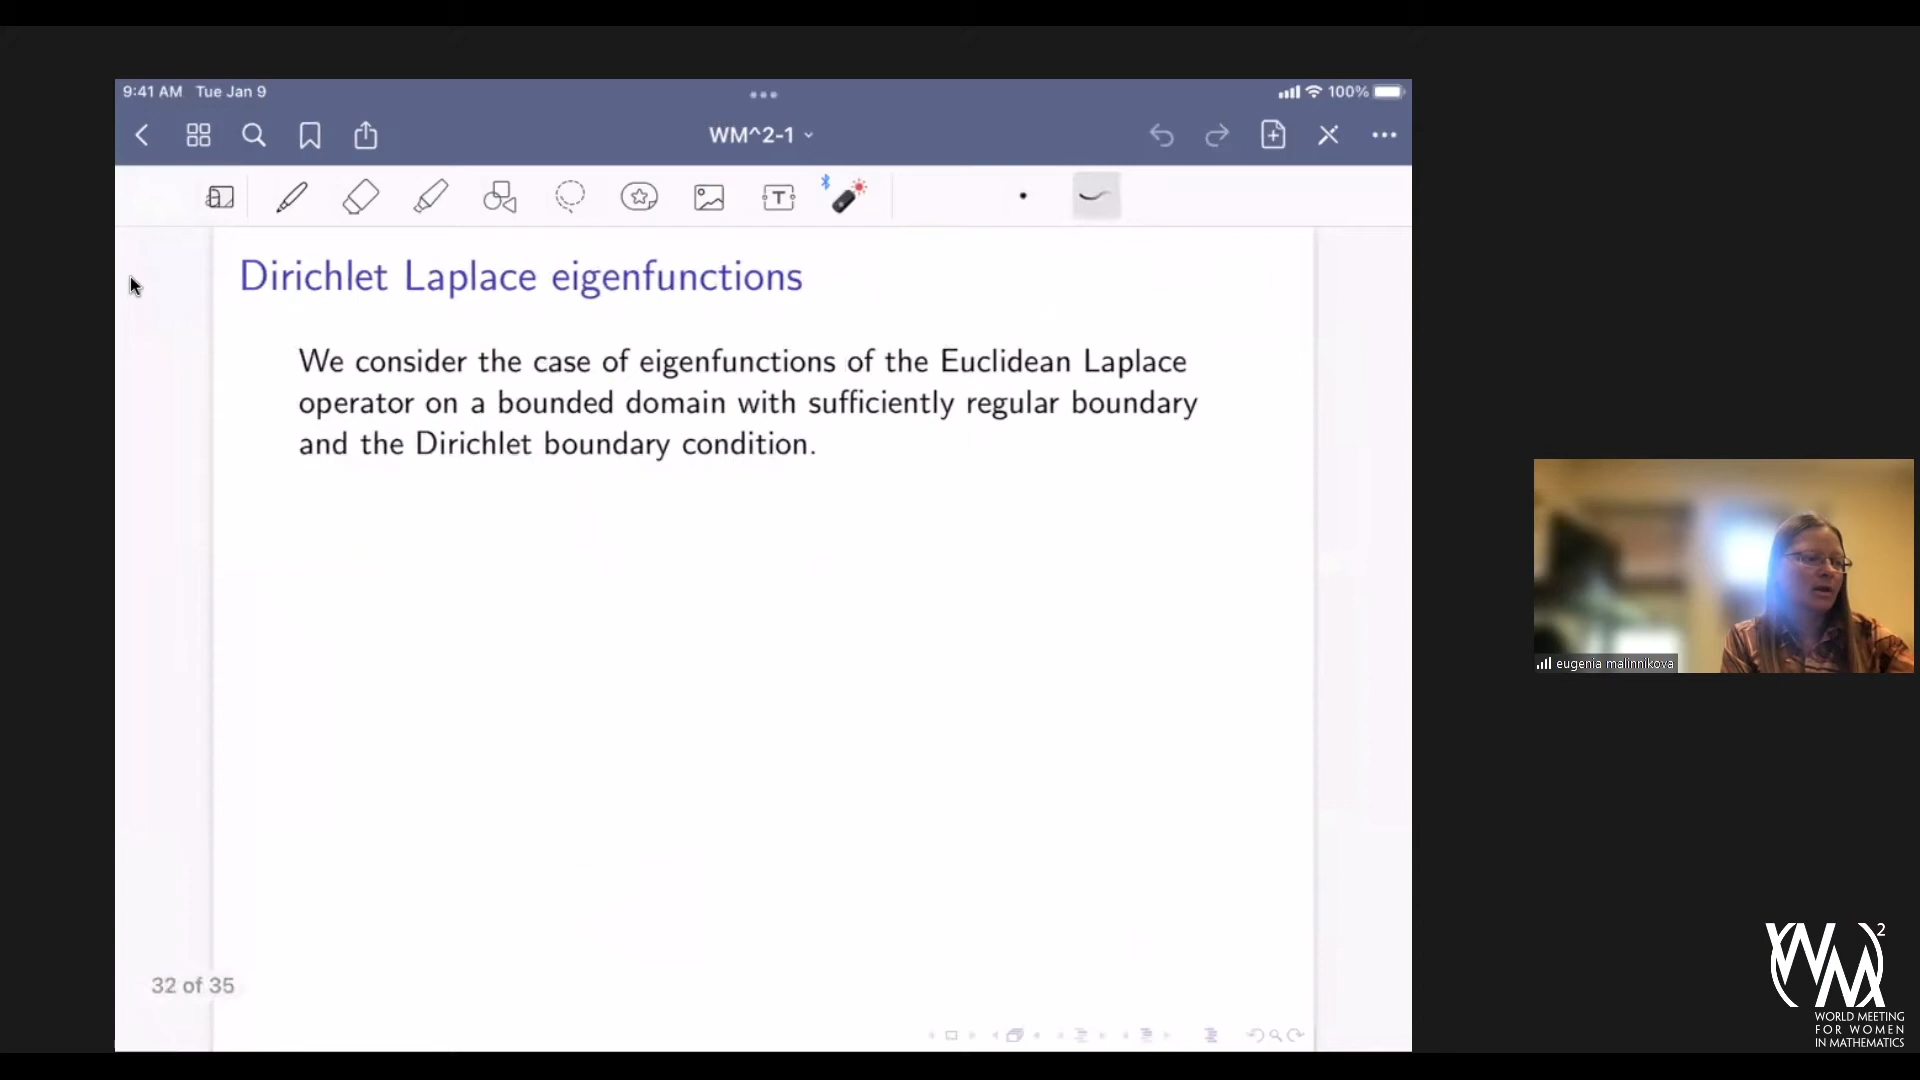 9:41 AM Tue Jan 9
100%
WM^2-1
T
Dirichlet Laplace eigenfunctions
We consider the case of eigenfunctions of the Euclidean Laplace
operator on a bounded domain with sufficiently regular boundary
and the Dirichlet boundary condition.
eugenia malinnikova
32 of 35
WM 2
WORLD MEETING
FOR WOMEN
IN MATHEMATICS